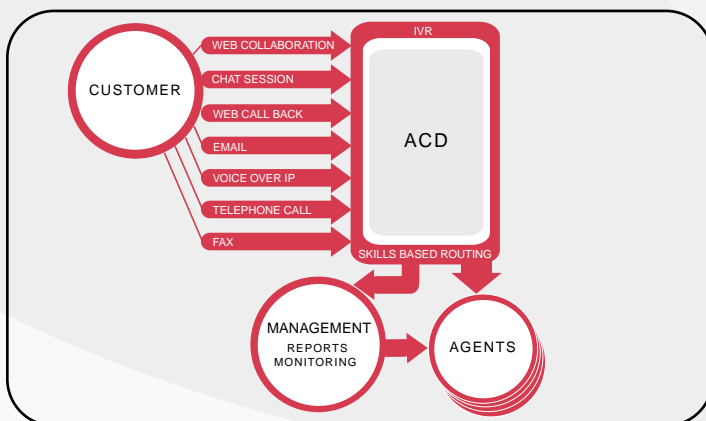 CUSTOMER
WEB COLLABORATION
CHAT SESSION
WEB CALL BACK
EMAIL
VOICE OVER IP
TELEPHONE CALL
FAX
IVR
ACD
SKILLS BASED ROUTING
MANAGEMENT
REPORTS
MONITORING
AGENTS